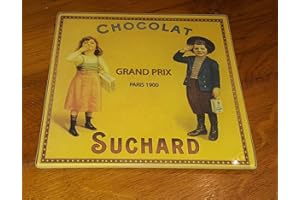 CHOCOLAT
GRAND PRIX
PARIS 1900
SUCHARD